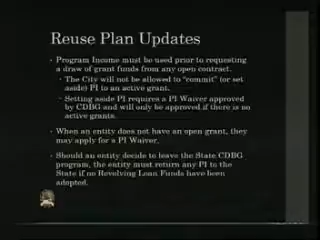 Reuse Plan Updates
Program Income must be used prior to requesting
a draw of grant funds from any open contract.
The City will not be allowed to “commit” (or set
aside) PI to an active grant.
Setting aside PI requires a PI Waiver approved
by CDBG and will only be approved if there is no
active grants.
When an entity does not have an open grant, they
may apply for a PI Waiver.
Should an entity decide to leave the State CDBG
program, the entity must return any PI to the
State if no Revolving Loan Funds have been
adopted.